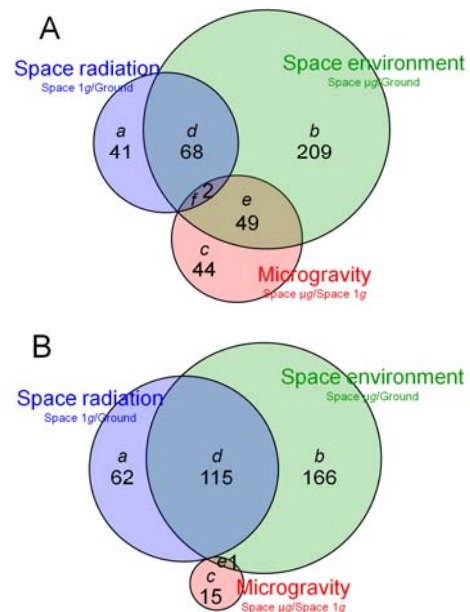 A
Space radiation
Space 1g/Ground
Space environment
Space µg/Ground
a
41
d
68
b
209
f 2
e
49
c
44
Microgravity
Space µg/Space 1g
B
Space radiation
Space 1g/Ground
Space environment
Space µg/Ground
a
62
d
115
b
166
e1
c
15
Microgravity
Space µg/Space 1g